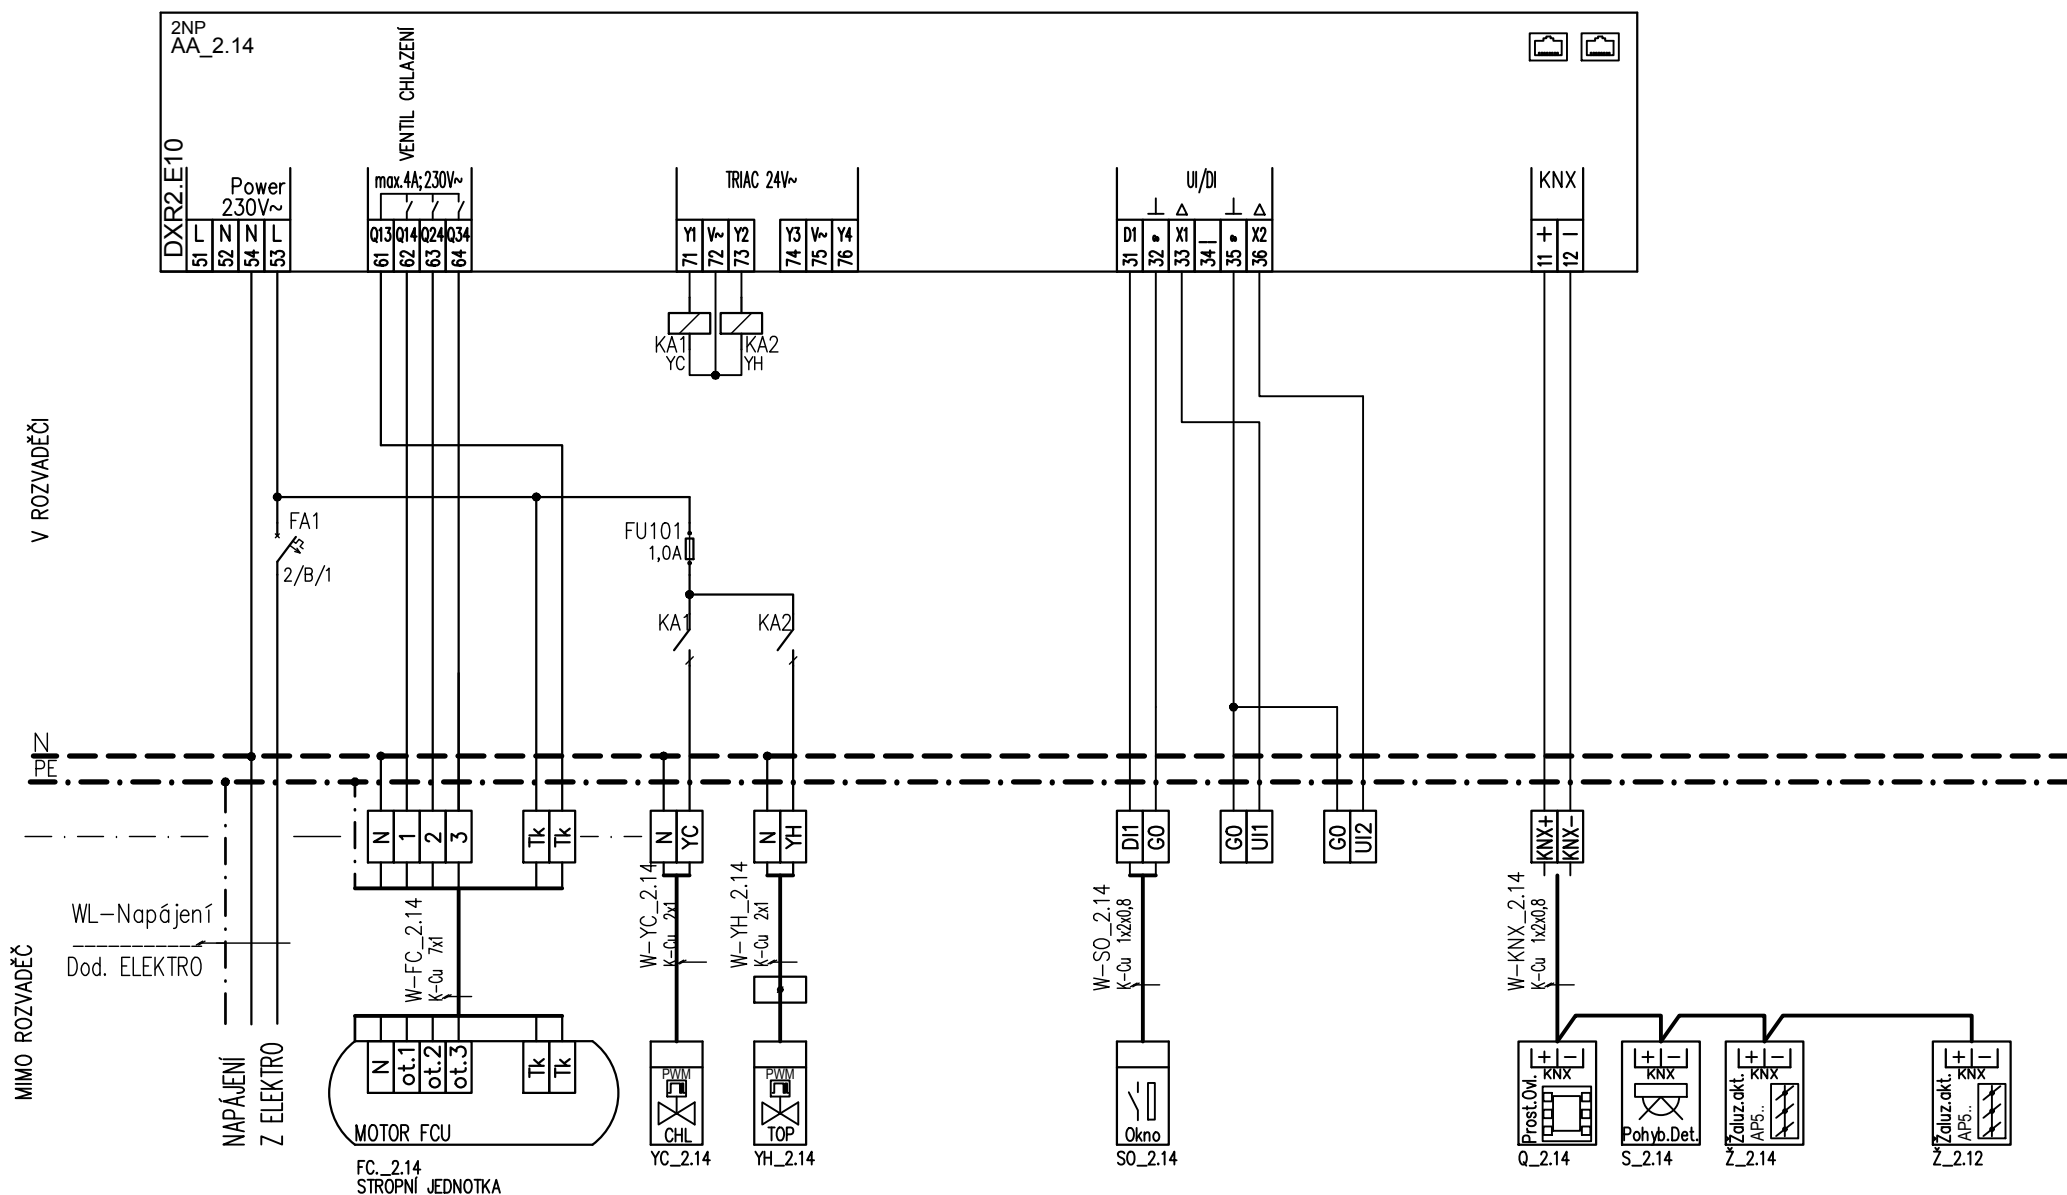 2NP
AA_2.14
DXR2.E10
VENTIL CHLAZENÍ
Power
230V~
max.4A;230V~
TRIAC 24V~
UI/DI
KNX
L N N L
51 52 54 53
Q13 Q14 Q24 Q34
61 62 63 64
Y1 V~ Y2
71 72 73
Y3 V~ Y4
74 75 76
D1 X1 X2
31 32 33 34 35 36
+ −
11 12
KA1
YC
KA2
YH
V ROZVADĚČI
FA1
2/B/1
FU101
1,0A
KA1
KA2
N
PE
N 1 2 3
Tk Tk
N YC
N YH
DI1 G0
G0 UI1
G0 UI2
KNX+ KNX-
MIMO ROZVADĚČ
WL-Napájení
Dod. ELEKTRO
W-FC_2.14
K-Cu 7x1
W-YC_2.14
K-Cu 2x1
W-YH_2.14
K-Cu 2x1
W-SO_2.14
K-Cu 1x2x0,8
W-KNX_2.14
K-Cu 1x2x0,8
NAPÁJENÍ
Z ELEKTRO
N ot.1 ot.2 ot.3
Tk Tk
MOTOR FCU
FC._2.14
STROPNÍ JEDNOTKA
PWM
CHL
YC_2.14
PWM
TOP
YH_2.14
Okno
SO_2.14
+ −
KNX
Prost.Ovl.
Q_2.14
+ −
KNX
Pohyb.Det.
S_2.14
+ −
KNX
Žaluz.akt.
AP5..
Ž_2.14
+ −
KNX
Žaluz.akt.
AP5..
Ž_2.12